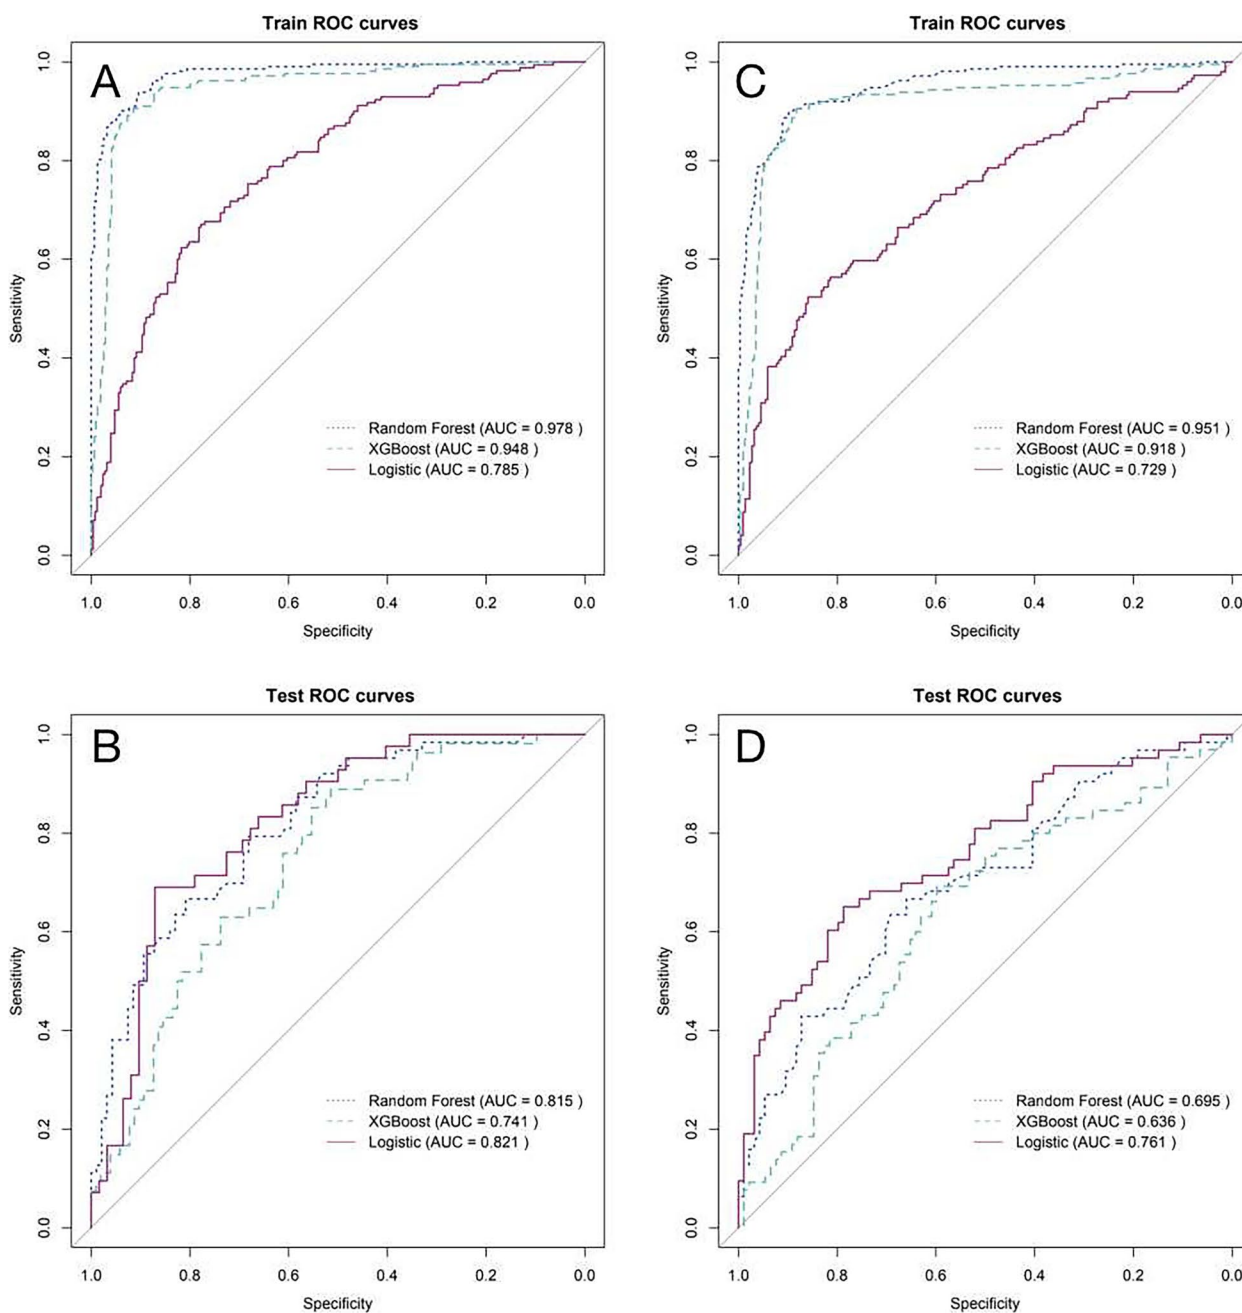 Train ROC curves
A
1.0
0.8
0.6
0.4
0.2
0.0
Sensitivity
Random Forest (AUC = 0.978 )
XGBoost (AUC = 0.948 )
Logistic (AUC = 0.785 )
1.0 0.8 0.6 0.4 0.2 0.0
Specificity
Train ROC curves
C
1.0
0.8
0.6
0.4
0.2
0.0
Sensitivity
Random Forest (AUC = 0.951 )
XGBoost (AUC = 0.918 )
Logistic (AUC = 0.729 )
1.0 0.8 0.6 0.4 0.2 0.0
Specificity
Test ROC curves
B
1.0
0.8
0.6
0.4
0.2
0.0
Sensitivity
Random Forest (AUC = 0.815 )
XGBoost (AUC = 0.741 )
Logistic (AUC = 0.821 )
1.0 0.8 0.6 0.4 0.2 0.0
Specificity
Test ROC curves
D
1.0
0.8
0.6
0.4
0.2
0.0
Sensitivity
Random Forest (AUC = 0.695 )
XGBoost (AUC = 0.636 )
Logistic (AUC = 0.761 )
1.0 0.8 0.6 0.4 0.2 0.0
Specificity